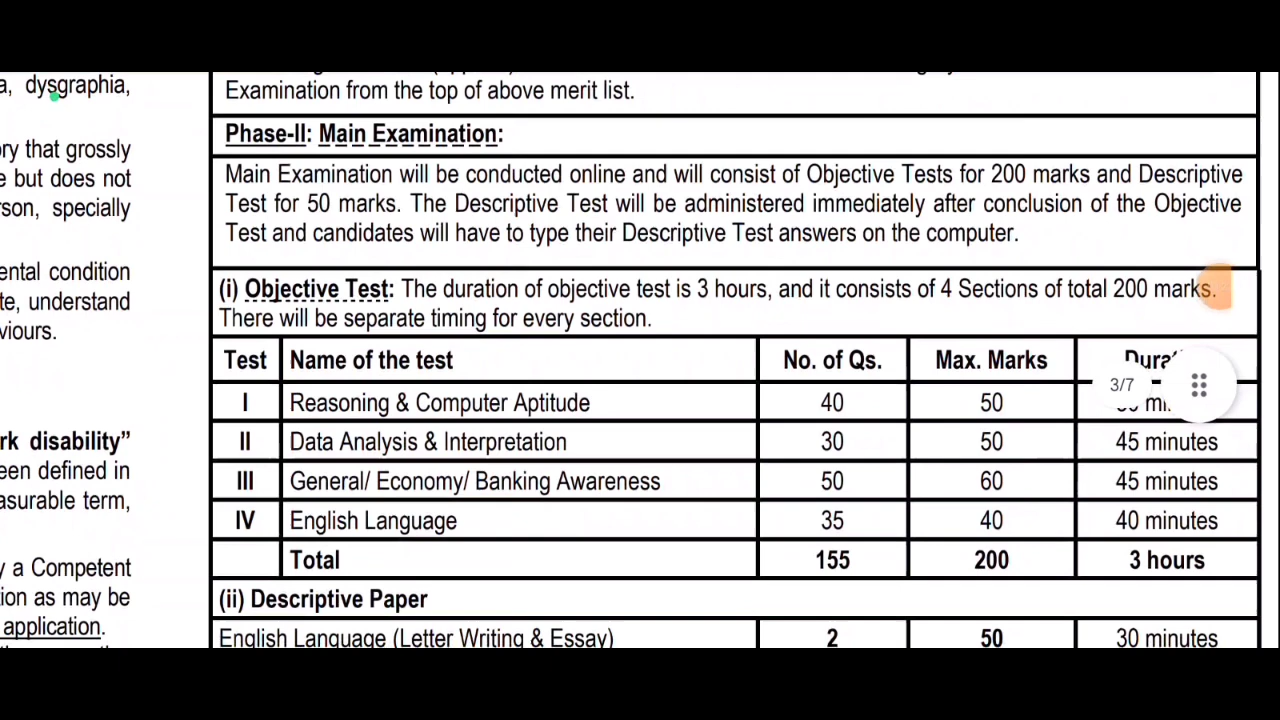 a, dysgraphia,
ory that grossly
e but does not
rson, specially
ental condition
te, understand
viours.
rk disability”
een defined in
asurable term,
y a Competent
tion as may be
application.
Examination from the top of above merit list.
Phase-II: Main Examination:
Main Examination will be conducted online and will consist of Objective Tests for 200 marks and Descriptive
Test for 50 marks. The Descriptive Test will be administered immediately after conclusion of the Objective
Test and candidates will have to type their Descriptive Test answers on the computer.
(i) Objective Test: The duration of objective test is 3 hours, and it consists of 4 Sections of total 200 marks.
There will be separate timing for every section.
Test Name of the test No. of Qs. Max. Marks
3/7
I Reasoning & Computer Aptitude 40 50
II Data Analysis & Interpretation 30 50 45 minutes
III General/ Economy/ Banking Awareness 50 60 45 minutes
IV English Language 35 40 40 minutes
Total 155 200 3 hours
(ii) Descriptive Paper
English Language (Letter Writing & Essay) 2 50 30 minutes